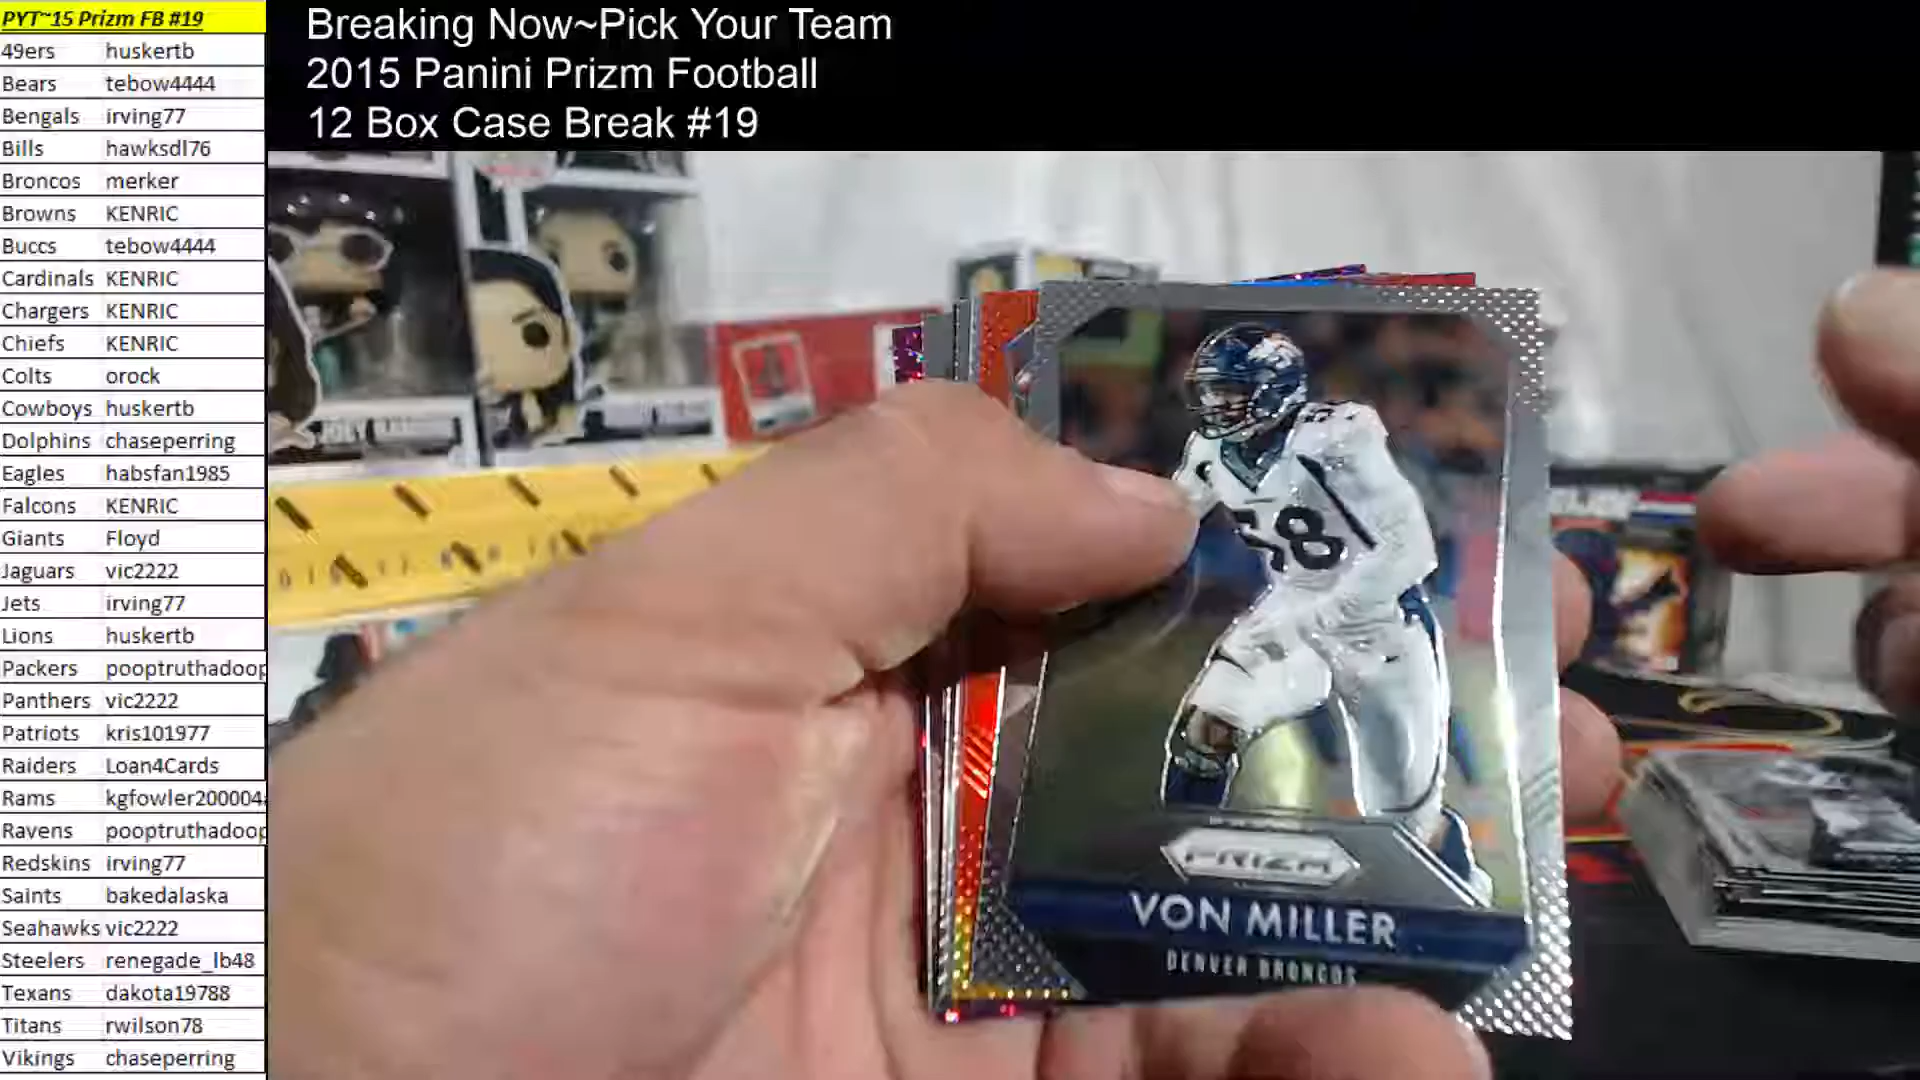 PYT~15 Prizm FB #19
49ers huskertb
Bears tebow4444
Bengals irving77
Bills hawksdl76
Broncos merker
Browns KENRIC
Buccs tebow4444
Cardinals KENRIC
Chargers KENRIC
Chiefs KENRIC
Colts orock
Cowboys huskertb
Dolphins chaseperring
Eagles habsfan1985
Falcons KENRIC
Giants Floyd
Jaguars vic2222
Jets irving77
Lions huskertb
Packers pooptruthadoop
Panthers vic2222
Patriots kris101977
Raiders Loan4Cards
Rams kgfowler200004
Ravens pooptruthadoop
Redskins irving77
Saints bakedalaska
Seahawks vic2222
Steelers renegade_lb48
Texans dakota19788
Titans rwilson78
Vikings chaseperring
Breaking Now~Pick Your Team
2015 Panini Prizm Football
12 Box Case Break #19
58
PRIZM
VON MILLER
DENVER BRONCOS